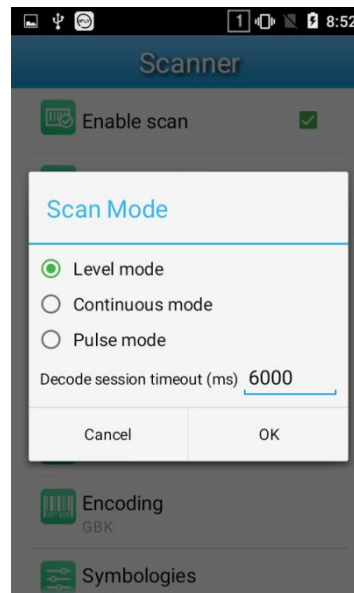 1 8:52
Scanner
Enable scan
Scan Mode
Level mode
Continuous mode
Pulse mode
Decode session timeout (ms) 6000
Cancel OK
Encoding
GBK
Symbologies